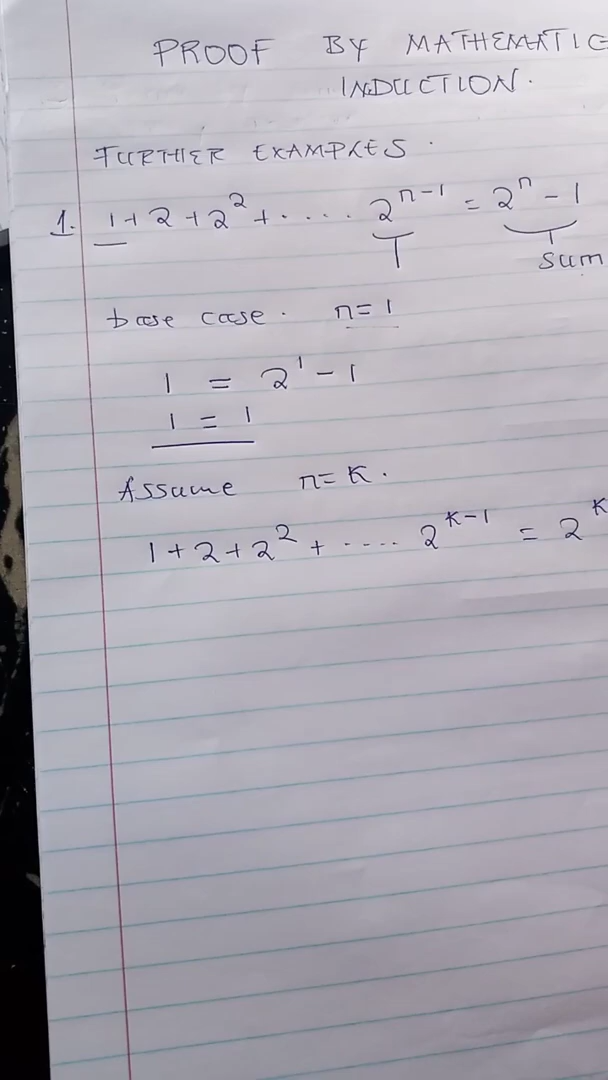 PROOF BY MATHEMATIC
INDUCTION.
FURTHER EXAMPLES.
1. 1 + 2 + 2² + .... 2ⁿ⁻¹ = 2ⁿ - 1
T sum
base case. n = 1
1 = 2¹ - 1
1 = 1
Assume n = K.
1 + 2 + 2² + .... 2ᴷ⁻¹ = 2ᴷ